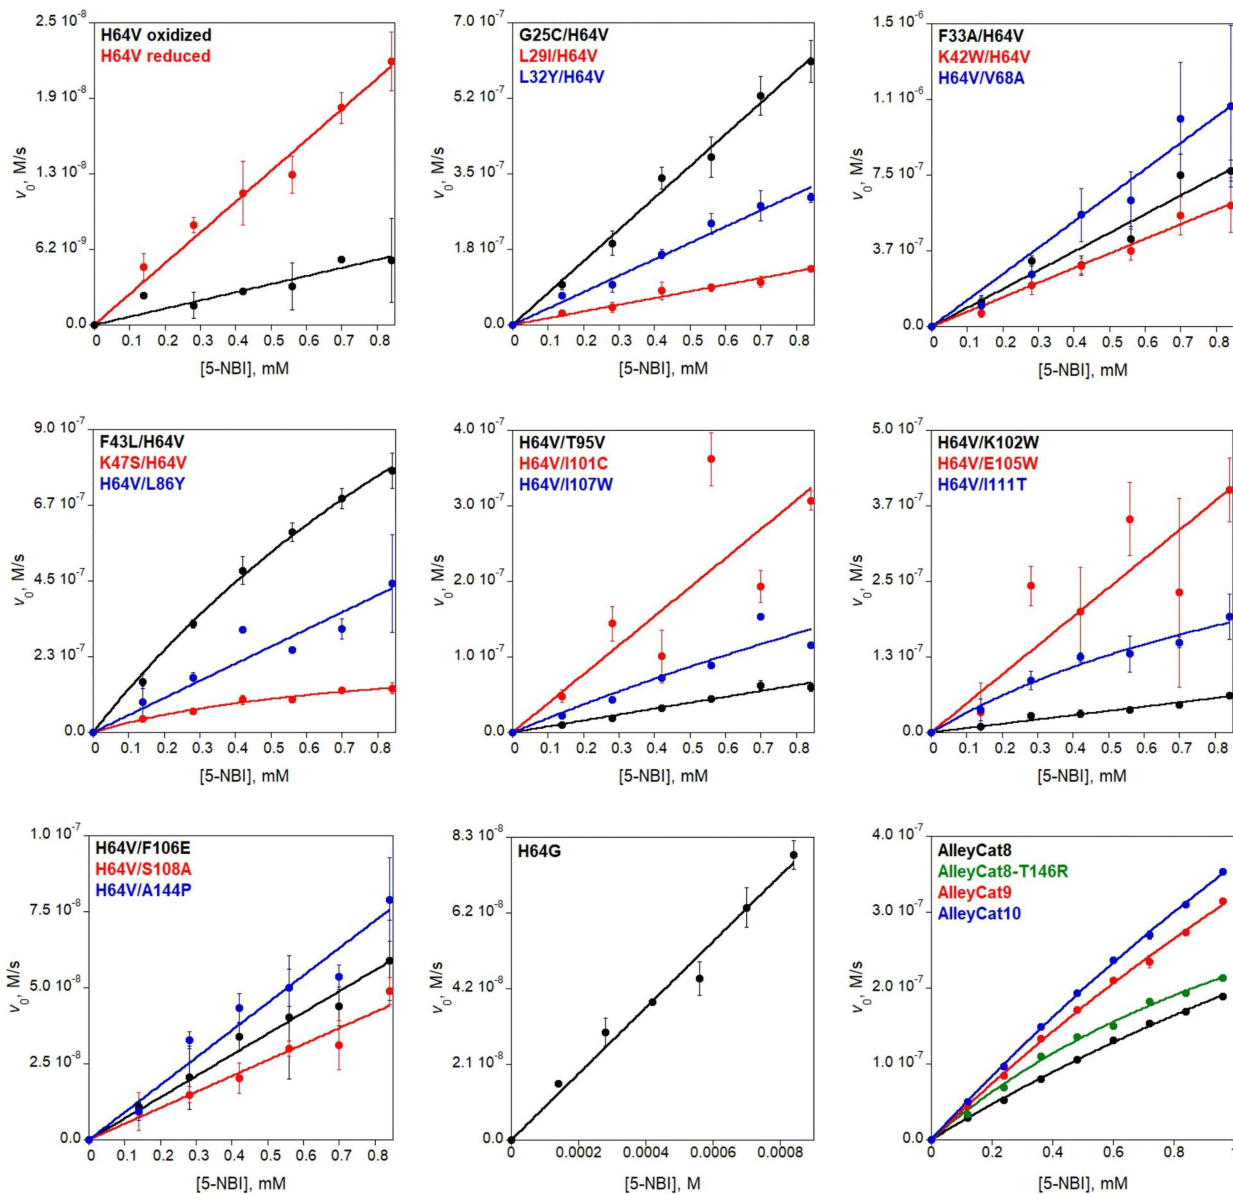 H64V oxidized
H64V reduced
2.5 10⁻⁸
1.9 10⁻⁸
1.3 10⁻⁸
6.2 10⁻⁹
0.0
v₀, M/s
0 0.1 0.2 0.3 0.4 0.5 0.6 0.7 0.8
[5-NBI], mM
G25C/H64V
L29I/H64V
L32Y/H64V
7.0 10⁻⁷
5.2 10⁻⁷
3.5 10⁻⁷
1.8 10⁻⁷
0.0
v₀, M/s
0 0.1 0.2 0.3 0.4 0.5 0.6 0.7 0.8
[5-NBI], mM
F33A/H64V
K42W/H64V
H64V/V68A
1.5 10⁻⁶
1.1 10⁻⁶
7.5 10⁻⁷
3.7 10⁻⁷
0.0
v₀, M/s
0 0.1 0.2 0.3 0.4 0.5 0.6 0.7 0.8
[5-NBI], mM
F43L/H64V
K47S/H64V
H64V/L86Y
9.0 10⁻⁷
6.7 10⁻⁷
4.5 10⁻⁷
2.3 10⁻⁷
0.0
v₀, M/s
0 0.1 0.2 0.3 0.4 0.5 0.6 0.7 0.8
[5-NBI], mM
H64V/T95V
H64V/I101C
H64V/I107W
4.0 10⁻⁷
3.0 10⁻⁷
2.0 10⁻⁷
1.0 10⁻⁷
0.0
v₀, M/s
0 0.1 0.2 0.3 0.4 0.5 0.6 0.7 0.8
[5-NBI], mM
H64V/K102W
H64V/E105W
H64V/I111T
5.0 10⁻⁷
3.7 10⁻⁷
2.5 10⁻⁷
1.3 10⁻⁷
0.0
v₀, M/s
0 0.1 0.2 0.3 0.4 0.5 0.6 0.7 0.8
[5-NBI], mM
H64V/F106E
H64V/S108A
H64V/A144P
1.0 10⁻⁷
7.5 10⁻⁸
5.0 10⁻⁸
2.5 10⁻⁸
0.0
v₀, M/s
0 0.1 0.2 0.3 0.4 0.5 0.6 0.7 0.8
[5-NBI], mM
H64G
8.3 10⁻⁸
6.2 10⁻⁸
4.2 10⁻⁸
2.1 10⁻⁸
0.0
v₀, M/s
0 0.0002 0.0004 0.0006 0.0008
[5-NBI], M
AlleyCat8
AlleyCat8-T146R
AlleyCat9
AlleyCat10
4.0 10⁻⁷
3.0 10⁻⁷
2.0 10⁻⁷
1.0 10⁻⁷
0.0
v₀, M/s
0 0.2 0.4 0.6 0.8 1
[5-NBI], mM